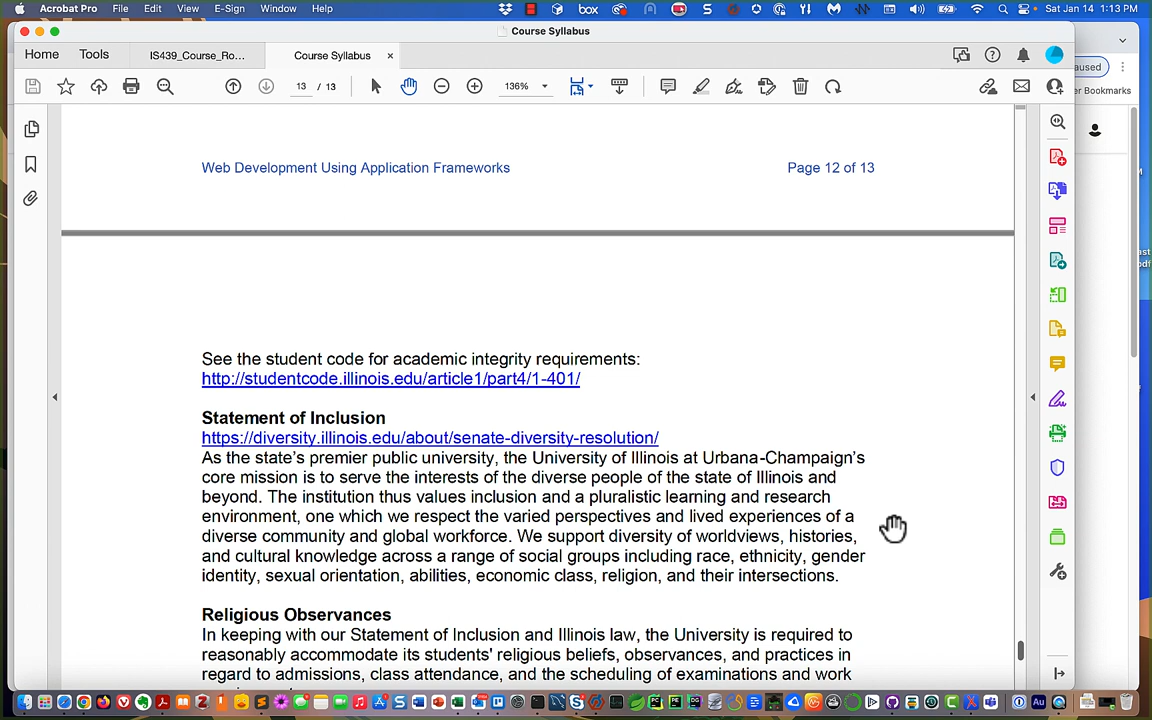 Acrobat Pro File Edit View E-Sign Window Help box Sat Jan 14 1:13 PM
Course Syllabus
Home Tools IS439_Course_Ro... Course Syllabus aused
13 / 13 136% er Bookmarks
Web Development Using Application Frameworks Page 12 of 13
See the student code for academic integrity requirements:
http://studentcode.illinois.edu/article1/part4/1-401/
Statement of Inclusion
https://diversity.illinois.edu/about/senate-diversity-resolution/
As the state's premier public university, the University of Illinois at Urbana-Champaign's
core mission is to serve the interests of the diverse people of the state of Illinois and
beyond. The institution thus values inclusion and a pluralistic learning and research
environment, one which we respect the varied perspectives and lived experiences of a
diverse community and global workforce. We support diversity of worldviews, histories,
and cultural knowledge across a range of social groups including race, ethnicity, gender
identity, sexual orientation, abilities, economic class, religion, and their intersections.
Religious Observances
In keeping with our Statement of Inclusion and Illinois law, the University is required to
reasonably accommodate its students' religious beliefs, observances, and practices in
regard to admissions, class attendance, and the scheduling of examinations and work